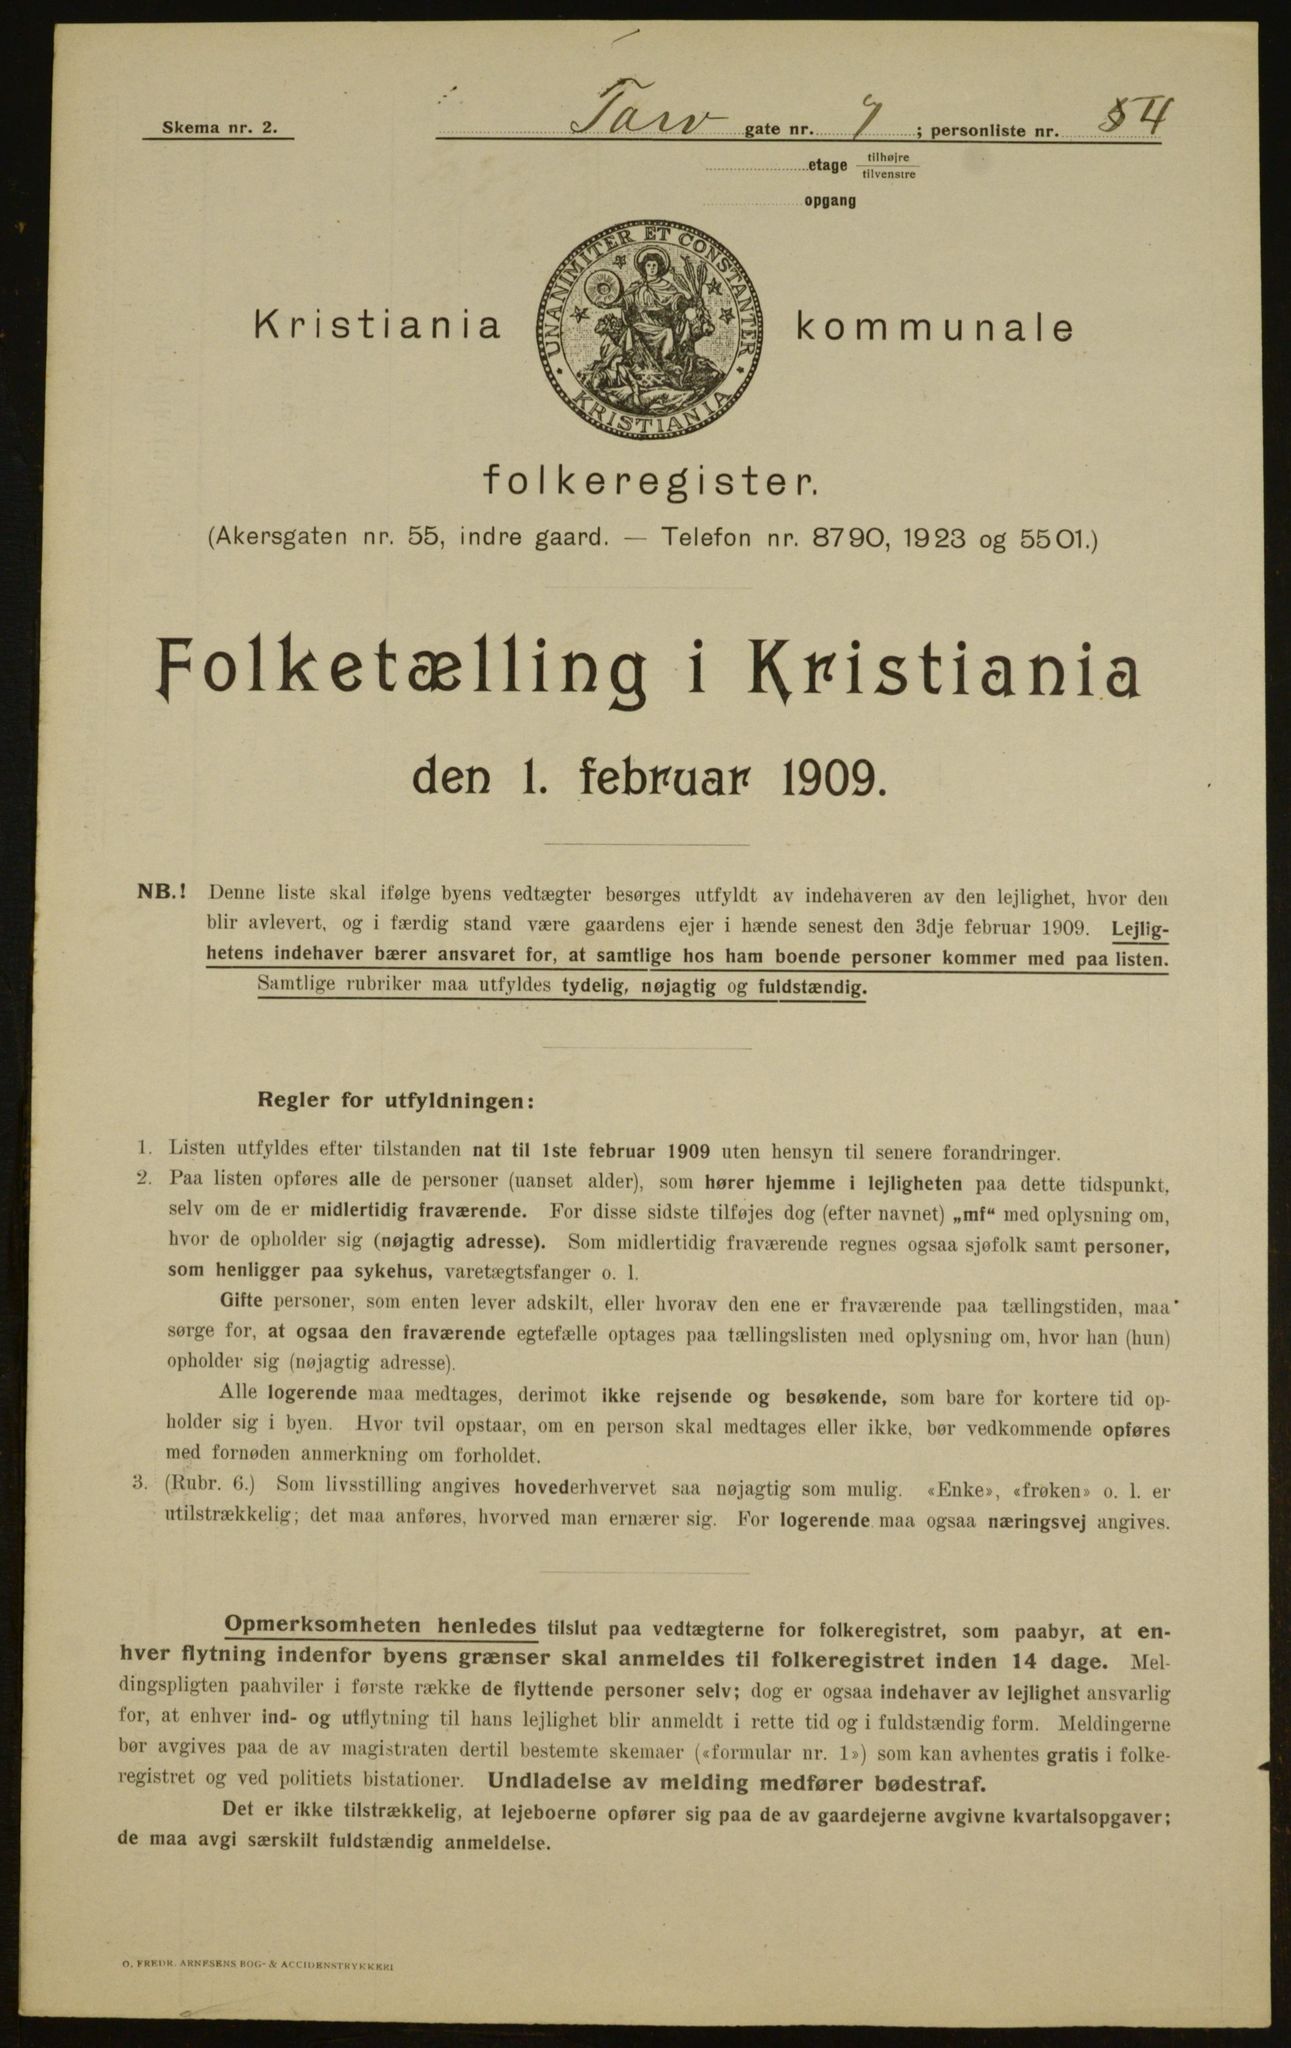 Skema nr. 2.
Torv gate nr. 7; personliste nr. 4
etage tilhøjre
tilvenstre
opgang
UNANIMITER ET CONSTANTER
KRISTIANIA
Kristiania kommunale
folkeregister.
(Akersgaten nr. 55, indre gaard. — Telefon nr. 8790, 1923 og 5501.)
Folketælling i Kristiania
den 1. februar 1909.
NB.! Denne liste skal ifølge byens vedtægter besørges utfyldt av indehaveren av den lejlighet, hvor den
blir avlevert, og i færdig stand være gaardens ejer i hænde senest den 3dje februar 1909. Lejlig-
hetens indehaver bærer ansvaret for, at samtlige hos ham boende personer kommer med paa listen.
Samtlige rubriker maa utfyldes tydelig, nøjagtig og fuldstændig.
Regler for utfyldningen:
1. Listen utfyldes efter tilstanden nat til 1ste februar 1909 uten hensyn til senere forandringer.
2. Paa listen opføres alle de personer (uanset alder), som hører hjemme i lejligheten paa dette tidspunkt,
selv om de er midlertidig fraværende. For disse sidste tilføjes dog (efter navnet) „mf“ med oplysning om,
hvor de opholder sig (nøjagtig adresse). Som midlertidig fraværende regnes ogsaa sjøfolk samt personer,
som henligger paa sykehus, varetægtsfanger o. l.
Gifte personer, som enten lever adskilt, eller hvorav den ene er fraværende paa tællingstiden, maa
sørge for, at ogsaa den fraværende egtefælle optages paa tællingslisten med oplysning om, hvor han (hun)
opholder sig (nøjagtig adresse).
Alle logerende maa medtages, derimot ikke rejsende og besøkende, som bare for kortere tid op-
holder sig i byen. Hvor tvil opstaar, om en person skal medtages eller ikke, bør vedkommende opføres
med fornøden anmerkning om forholdet.
3. (Rubr. 6.) Som livsstilling angives hovederhvervet saa nøjagtig som mulig. «Enke», «frøken» o. l. er
utilstrækkelig; det maa anføres, hvorved man ernærer sig. For logerende maa ogsaa næringsvej angives.
Opmerksomheten henledes tilslut paa vedtægterne for folkeregistret, som paabyr, at en-
hver flytning indenfor byens grænser skal anmeldes til folkeregistret inden 14 dage. Mel-
dingspligten paahviler i første række de flyttende personer selv; dog er ogsaa indehaver av lejlighet ansvarlig
for, at enhver ind- og utflytning til hans lejlighet blir anmeldt i rette tid og i fuldstændig form. Meldingerne
bør avgives paa de av magistraten dertil bestemte skemaer («formular nr. 1») som kan avhentes gratis i folke-
registret og ved politiets bistationer. Undladelse av melding medfører bødestraf.
Det er ikke tilstrækkelig, at lejeboerne opfører sig paa de av gaardejerne avgivne kvartalsopgaver;
de maa avgi særskilt fuldstændig anmeldelse.
O. FREDR. ARNESENS BOG- & ACCIDENSTRYKKERI